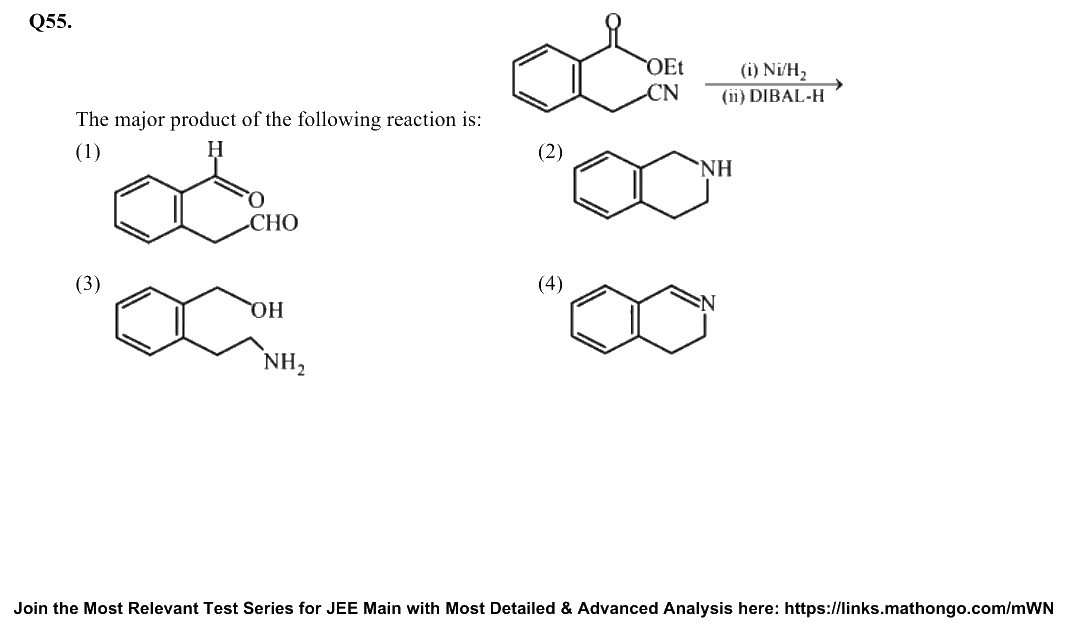 Q55.
O
OEt
CN
(i) Ni/H₂
(ii) DIBAL-H
The major product of the following reaction is:
(1)
H
O
CHO
(2)
NH
(3)
OH
NH₂
(4)
N
Join the Most Relevant Test Series for JEE Main with Most Detailed & Advanced Analysis here: https://links.mathongo.com/mWN